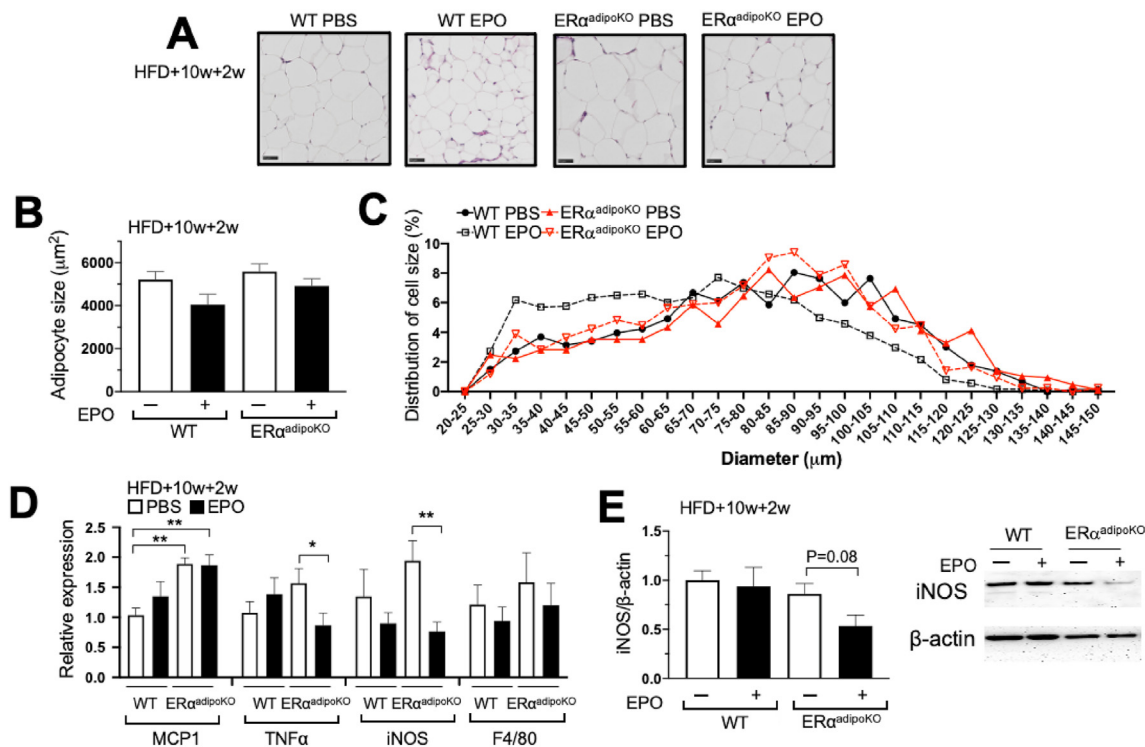 A
WT PBS
WT EPO
ERα^adipoKO PBS
ERα^adipoKO EPO
HFD+10w+2w
B
HFD+10w+2w
Adipocyte size (μm²)
6000
4000
2000
0
EPO
—
+
—
+
WT
ERα^adipoKO
C
WT PBS
ERα^adipoKO PBS
WT EPO
ERα^adipoKO EPO
Distribution of cell size (%)
10
8
6
4
2
0
20-25
25-30
30-35
35-40
40-45
45-50
50-55
55-60
60-65
65-70
70-75
75-80
80-85
85-90
90-95
95-100
100-105
105-110
110-115
115-120
120-125
125-130
130-135
135-140
140-145
145-150
Diameter (μm)
D
HFD+10w+2w
PBS
EPO
Relative expression
2.5
2.0
1.5
1.0
0.5
0.0
**
**
*
**
WT ERα^adipoKO
WT ERα^adipoKO
WT ERα^adipoKO
WT ERα^adipoKO
MCP1
TNFα
iNOS
F4/80
E
HFD+10w+2w
iNOS/β-actin
1.5
1.0
0.5
0.0
P=0.08
EPO
—
+
—
+
WT
ERα^adipoKO
WT
ERα^adipoKO
EPO — + — +
iNOS
β-actin